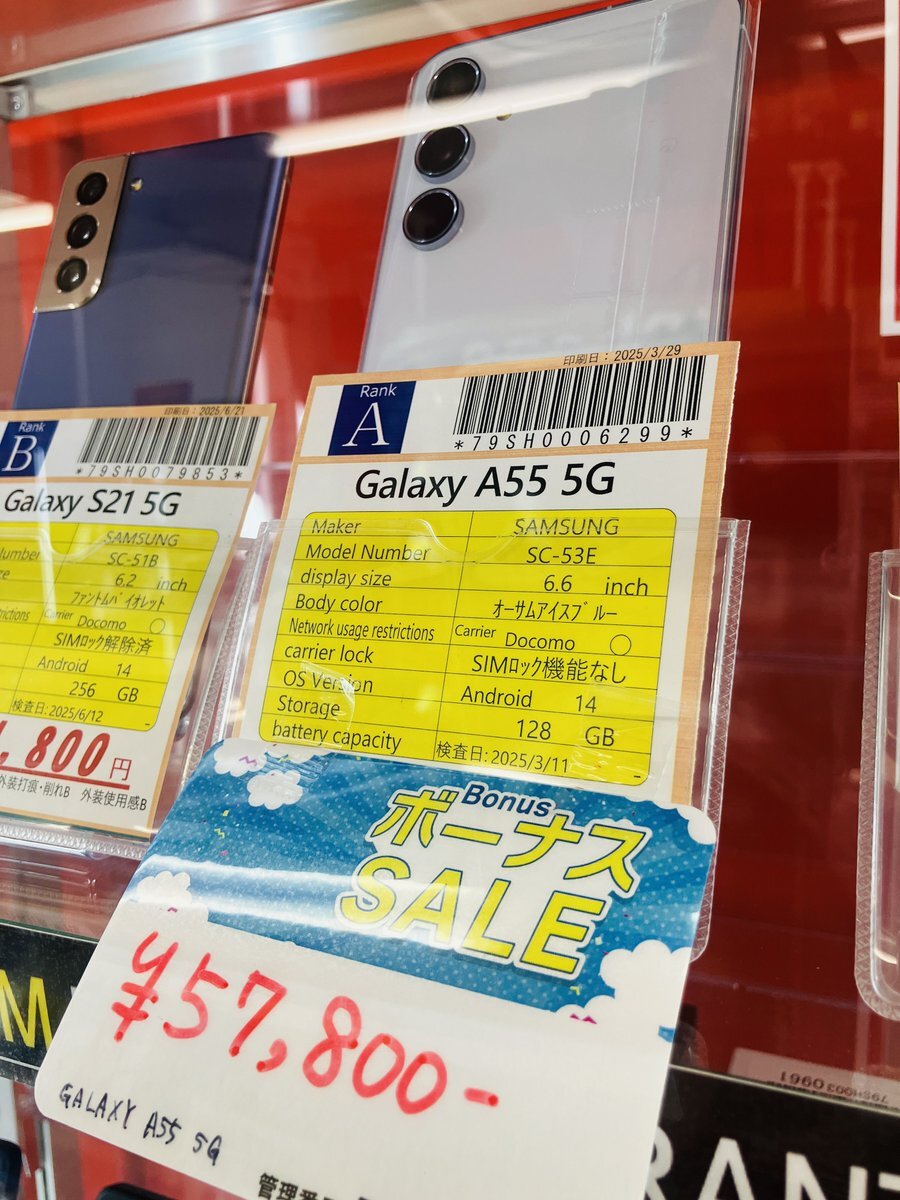 印刷日：2025/3/29
Rank
A
*79SH0006299*
Galaxy A55 5G
Maker SAMSUNG
Model Number SC-53E
display size 6.6 inch
Body color オーサムアイスブルー
Network usage restrictions Carrier Docomo ○
carrier lock SIMロック機能なし
OS Version Android 14
Storage 128 GB
battery capacity 検査日:2025/3/11 -
Bonus
ボーナス
SALE
¥57,800-
GALAXY A55 5G
管理番
印刷日：2025/6/21
Rank
B
*79SH0079853*
Galaxy S21 5G
SAMSUNG
SC-51B
6.2 inch
ファントムバイオレット
Carrier Docomo ○
SIMロック解除済
Android 14
256 GB
検査日:2025/6/12 -
,800円
外装打痕・削れB 外装使用感B
M
79SH0030961
RANT